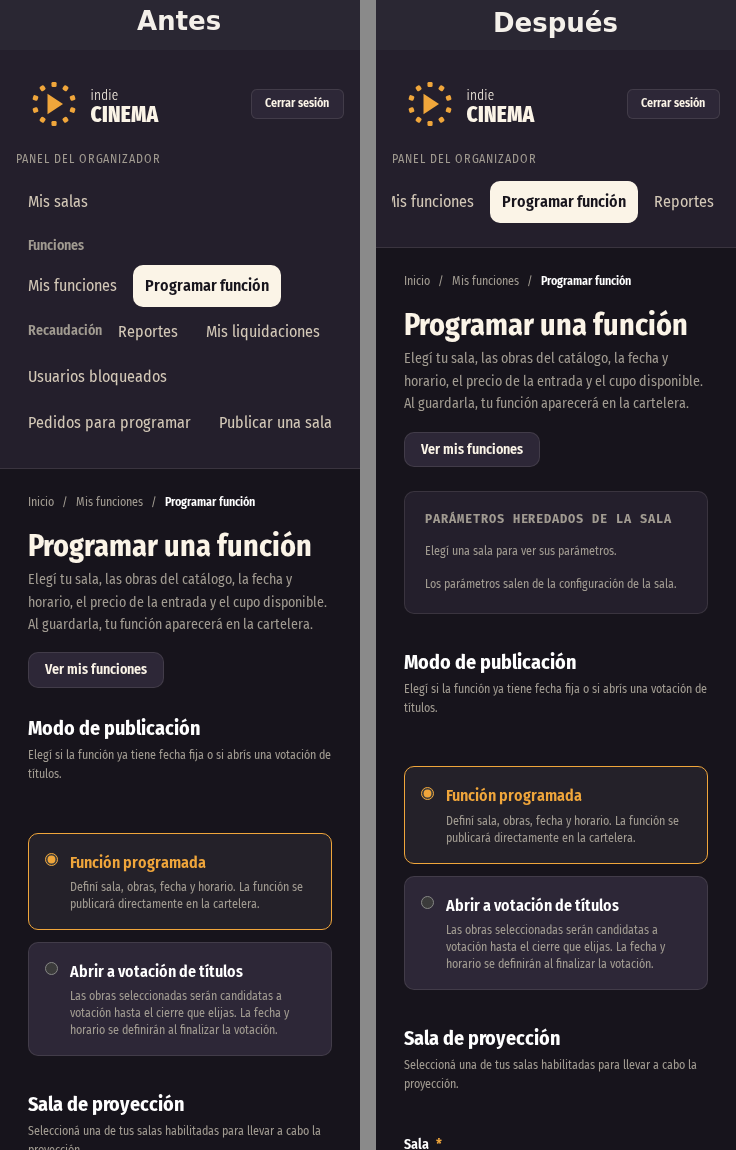 Antes
indie
CINEMA
Cerrar sesión
PANEL DEL ORGANIZADOR
Mis salas
Funciones
Mis funciones Programar función
Recaudación Reportes Mis liquidaciones
Usuarios bloqueados
Pedidos para programar Publicar una sala
Inicio / Mis funciones / Programar función
Programar una función
Elegí tu sala, las obras del catálogo, la fecha y
horario, el precio de la entrada y el cupo disponible.
Al guardarla, tu función aparecerá en la cartelera.
Ver mis funciones
Modo de publicación
Elegí si la función ya tiene fecha fija o si abrís una votación de
títulos.
Función programada
Definí sala, obras, fecha y horario. La función se
publicará directamente en la cartelera.
Abrir a votación de títulos
Las obras seleccionadas serán candidatas a
votación hasta el cierre que elijas. La fecha y
horario se definirán al finalizar la votación.
Sala de proyección
Seleccioná una de tus salas habilitadas para llevar a cabo la
proyección.
Después
indie
CINEMA
Cerrar sesión
PANEL DEL ORGANIZADOR
Mis funciones Programar función Reportes
Inicio / Mis funciones / Programar función
Programar una función
Elegí tu sala, las obras del catálogo, la fecha y
horario, el precio de la entrada y el cupo disponible.
Al guardarla, tu función aparecerá en la cartelera.
Ver mis funciones
PARÁMETROS HEREDADOS DE LA SALA
Elegí una sala para ver sus parámetros.
Los parámetros salen de la configuración de la sala.
Modo de publicación
Elegí si la función ya tiene fecha fija o si abrís una votación de
títulos.
Función programada
Definí sala, obras, fecha y horario. La función se
publicará directamente en la cartelera.
Abrir a votación de títulos
Las obras seleccionadas serán candidatas a
votación hasta el cierre que elijas. La fecha y
horario se definirán al finalizar la votación.
Sala de proyección
Seleccioná una de tus salas habilitadas para llevar a cabo la
proyección.
Sala *